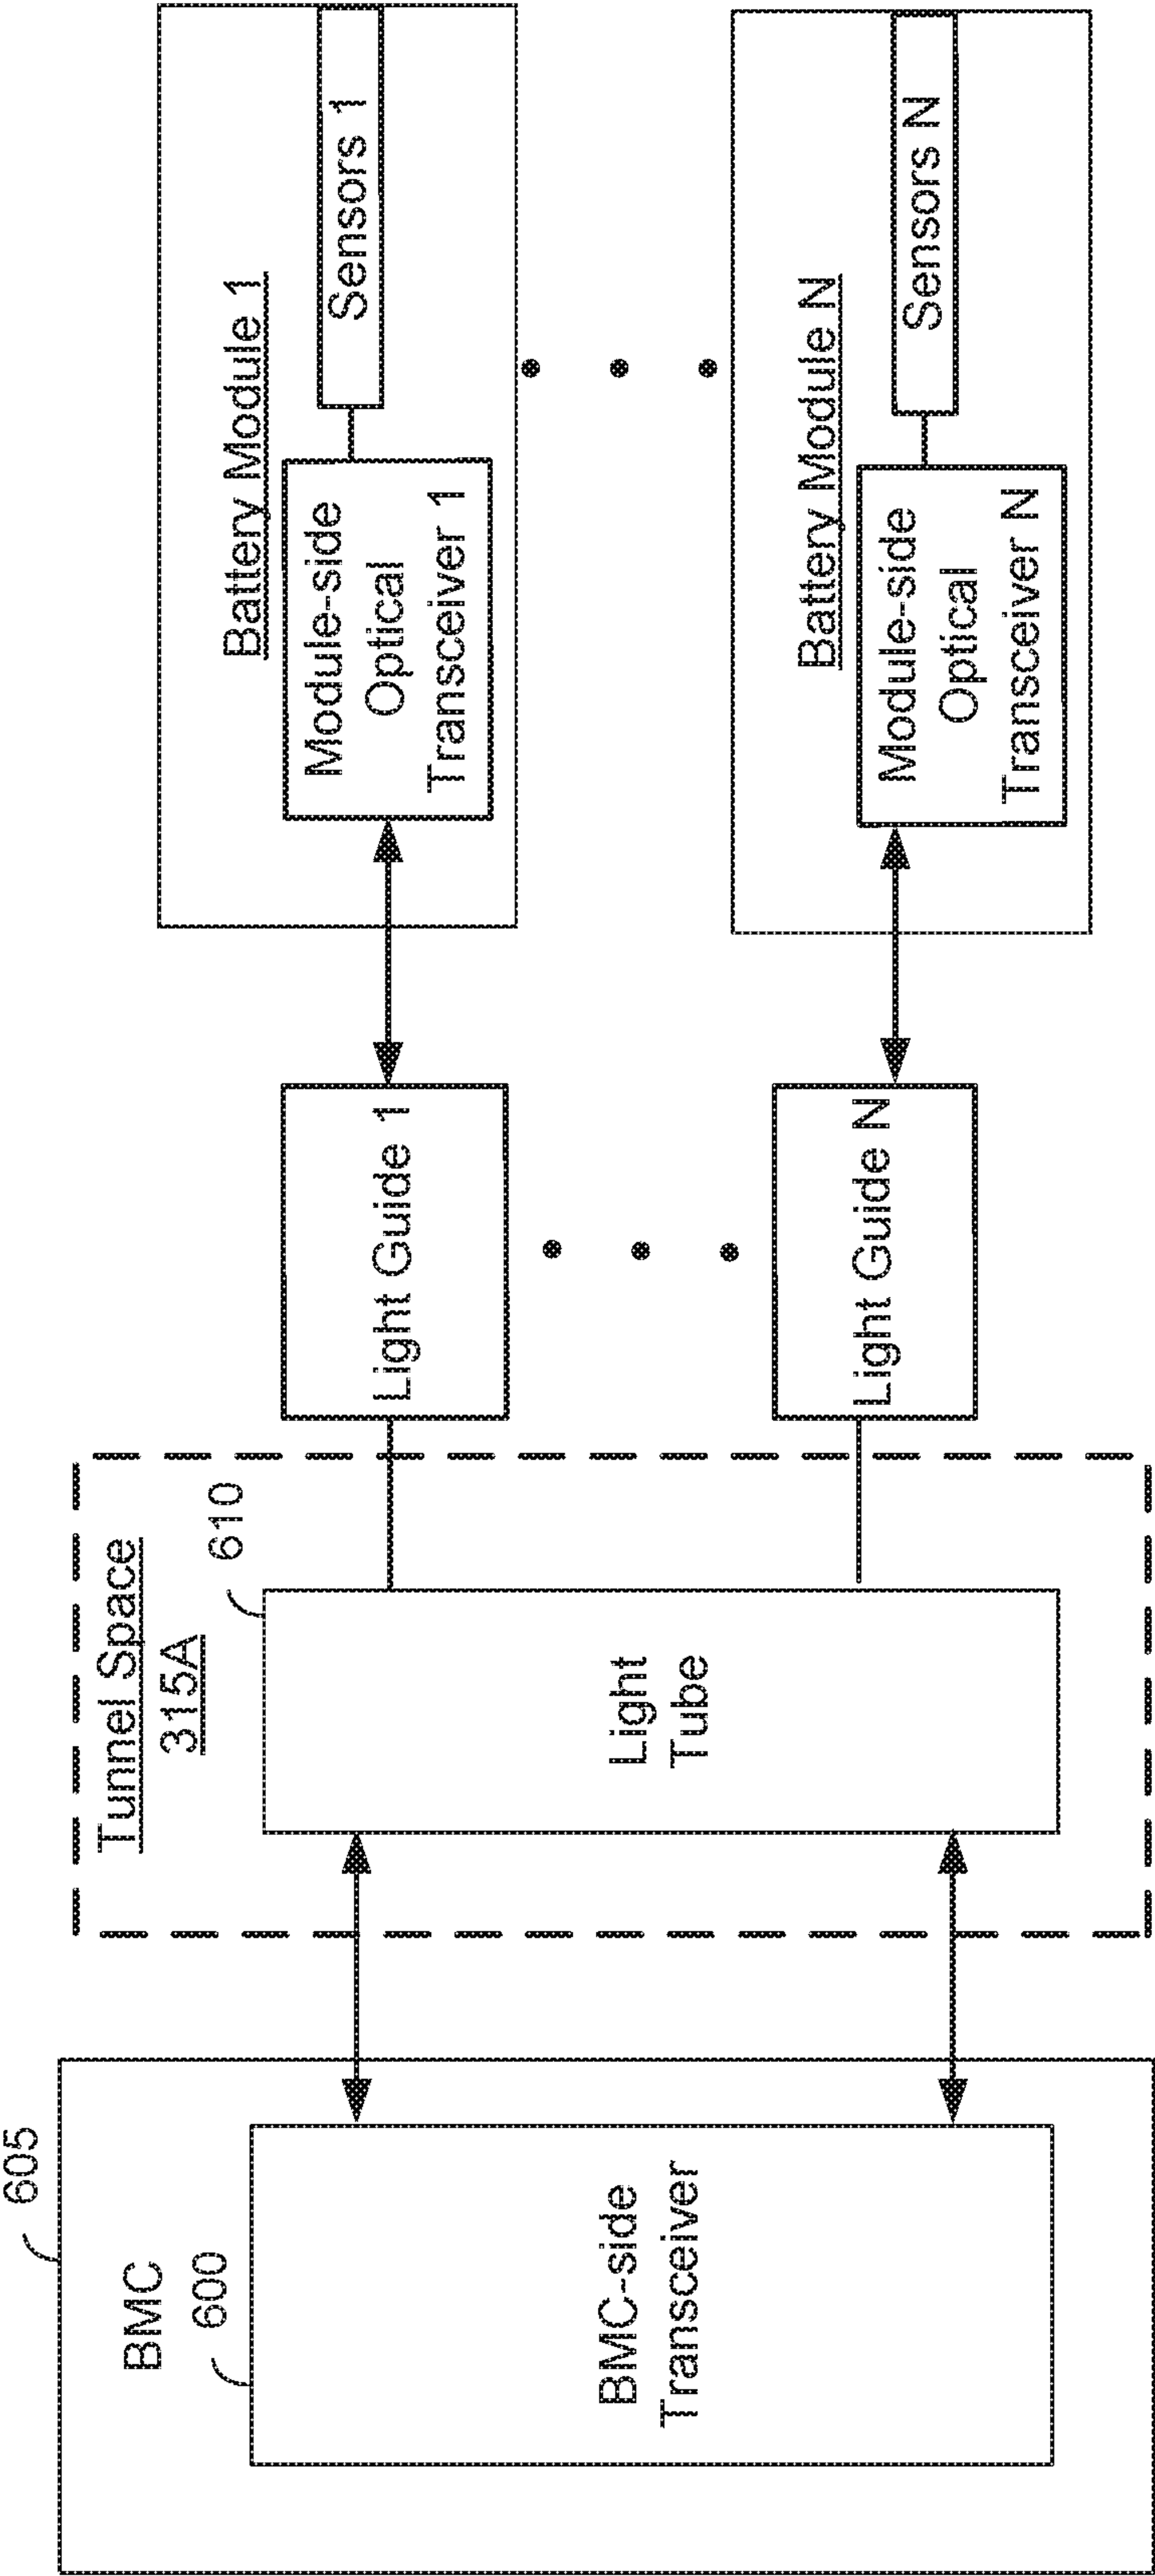 605
BMC
600
BMC-side
Transceiver
Tunnel Space
315A
610
Light
Tube
Light Guide 1
Light Guide N
Battery Module 1
Module-side
Optical
Transceiver 1
Sensors 1
Battery Module N
Module-side
Optical
Transceiver N
Sensors N